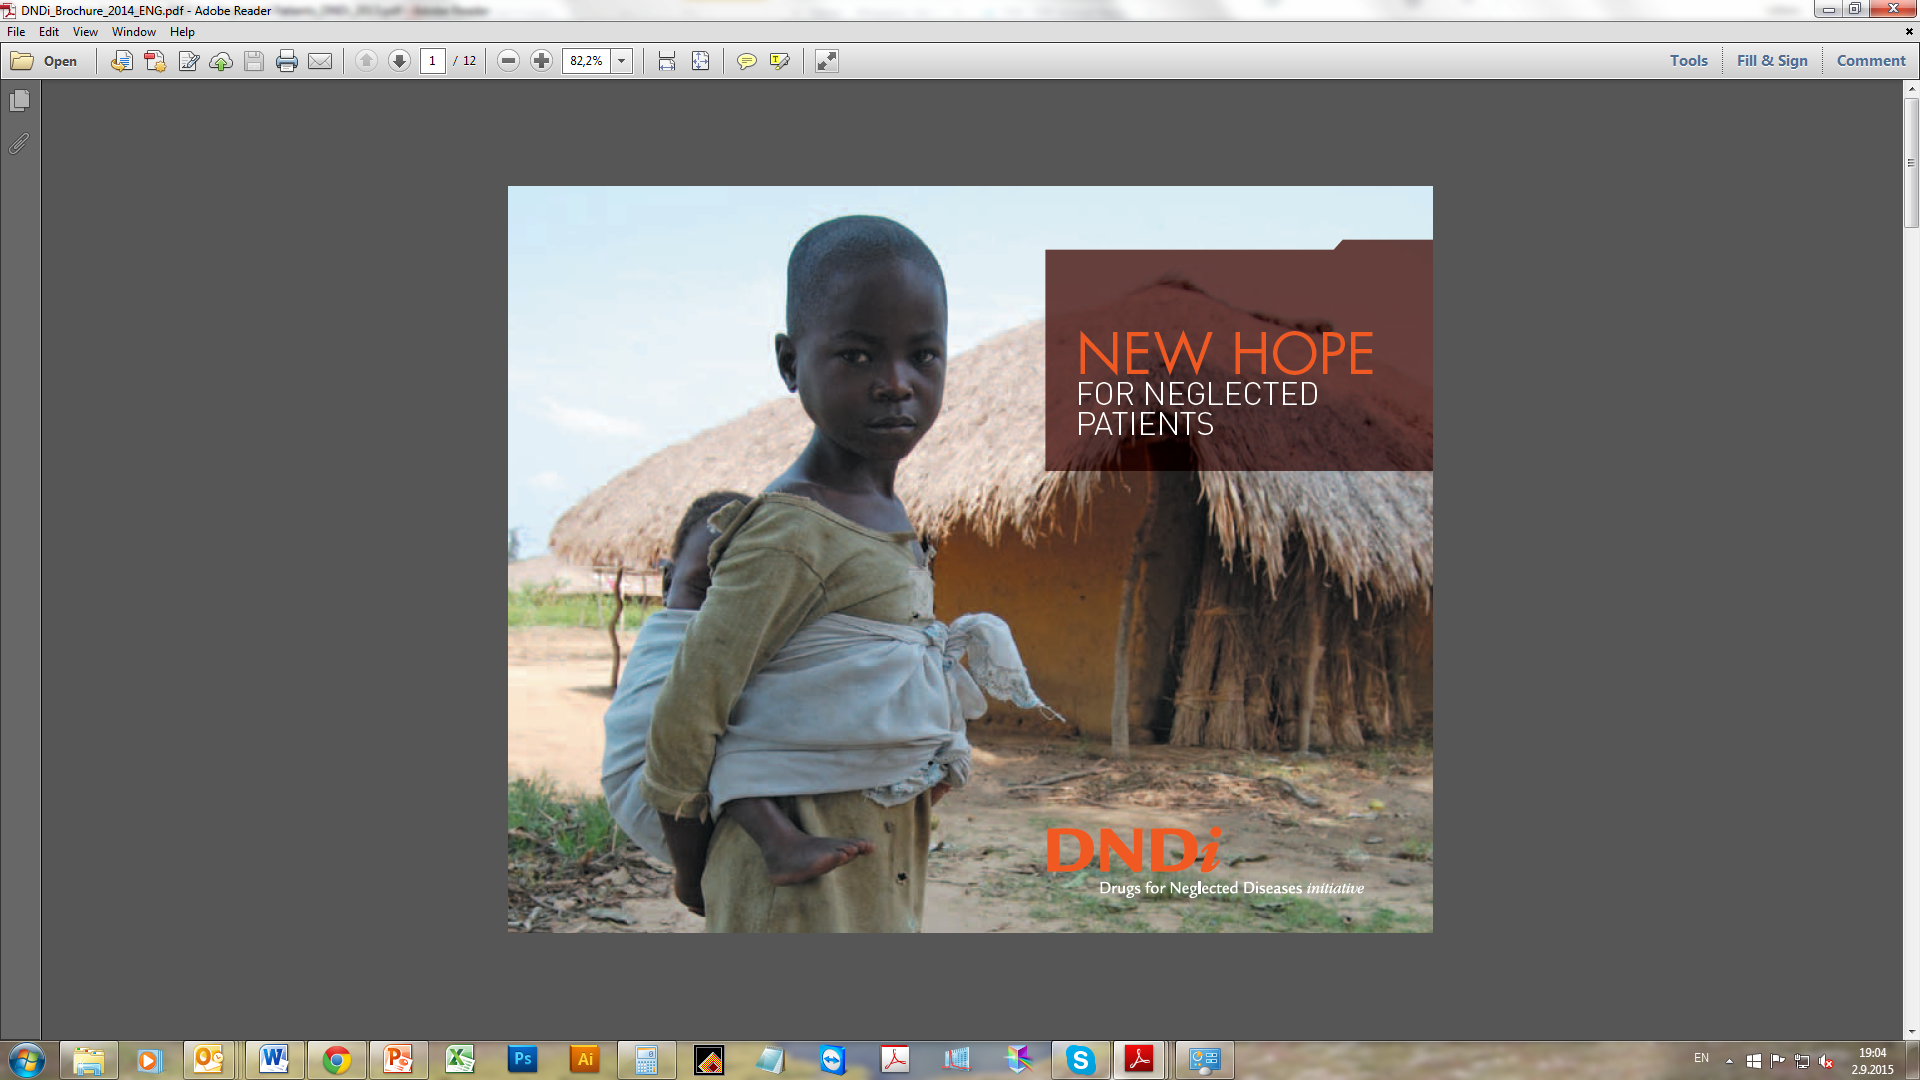 DNDi_Brochure_2014_ENG.pdf - Adobe Reader
File Edit View Window Help
Open 1 / 12 82,2% Tools Fill & Sign Comment
NEW HOPE
FOR NEGLECTED
PATIENTS
DNDi
Drugs for Neglected Diseases initiative
EN 19:04
2.9.2015